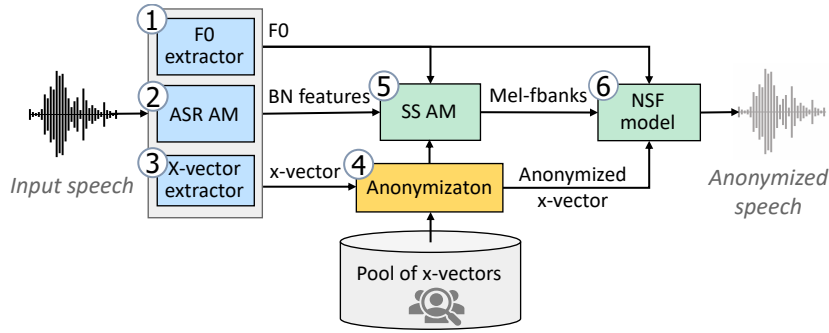 1
F0
extractor
F0
2
ASR AM
BN features
5
SS AM
Mel-fbanks
6
NSF
model
3
X-vector
extractor
x-vector
4
Anonymizaton
Anonymized
x-vector
Input speech
Anonymized
speech
Pool of x-vectors